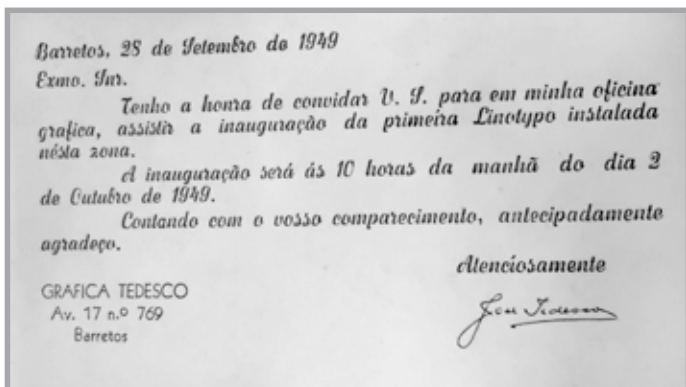 Barretos, 28 de Setembro de 1949
Exmo. Snr.
Tenho a honra de convidar V. S. para em minha oficina
grafica, assistir a inauguração da primeira Linotypo instalada
nésta zona.
A inauguração será ás 10 horas da manhã do dia 2
de Outubro de 1949.
Contando com o vosso comparecimento, antecipadamente
agradeço.
Atenciosamente
GRAFICA TEDESCO
Av. 17 n.º 769
Barretos
José Tedesco